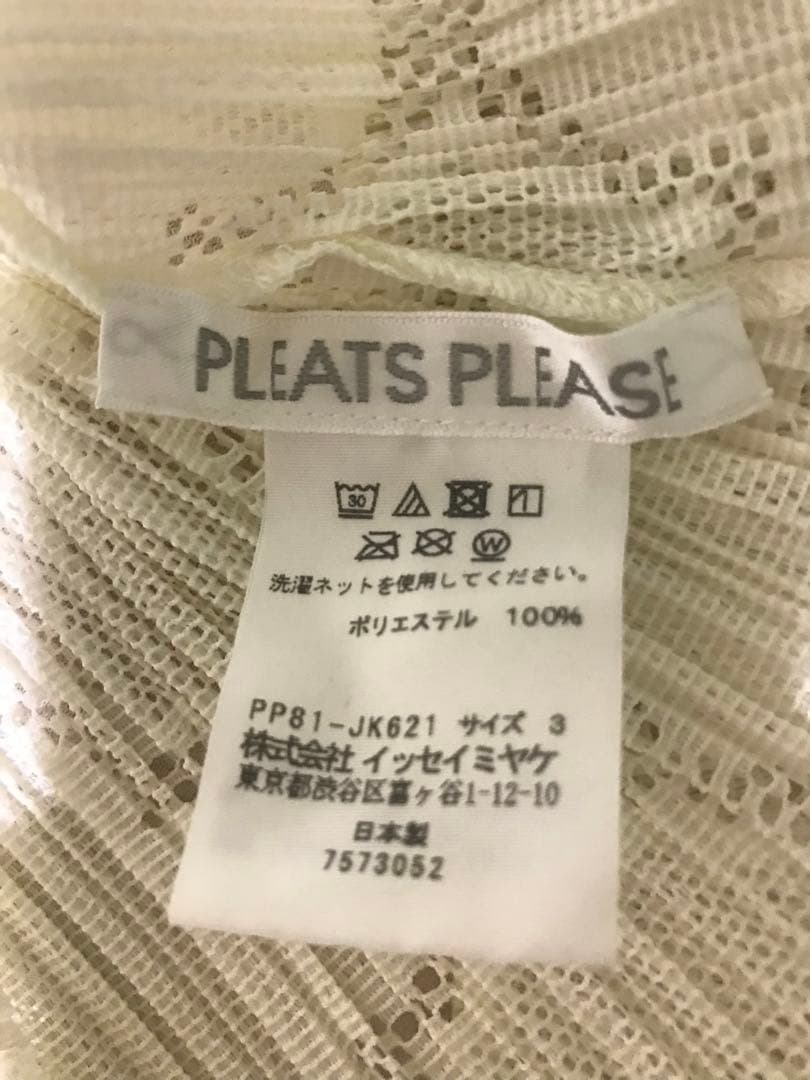 PLEATS PLEASE
30
W
洗濯ネットを使用してください。
ポリエステル 100%
PP81-JK621 サイズ 3
株式会社 イッセイミヤケ
東京都渋谷区富ヶ谷1-12-10
日本製
7573052